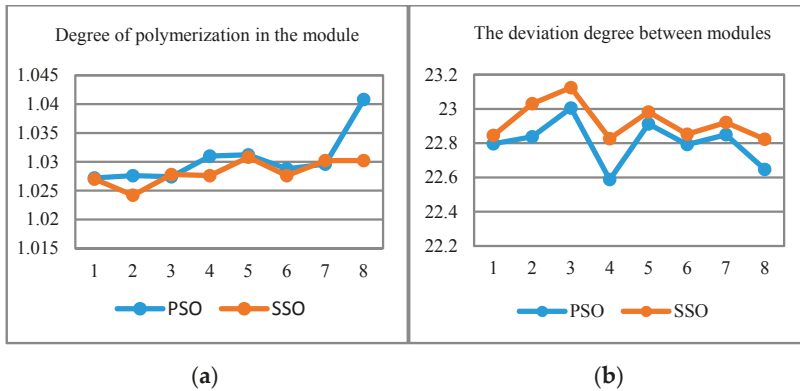 Degree of polymerization in the module
1.045
1.04
1.035
1.03
1.025
1.02
1.015
1 2 3 4 5 6 7 8
PSO SSO
(a)
The deviation degree between modules
23.2
23
22.8
22.6
22.4
22.2
1 2 3 4 5 6 7 8
PSO SSO
(b)